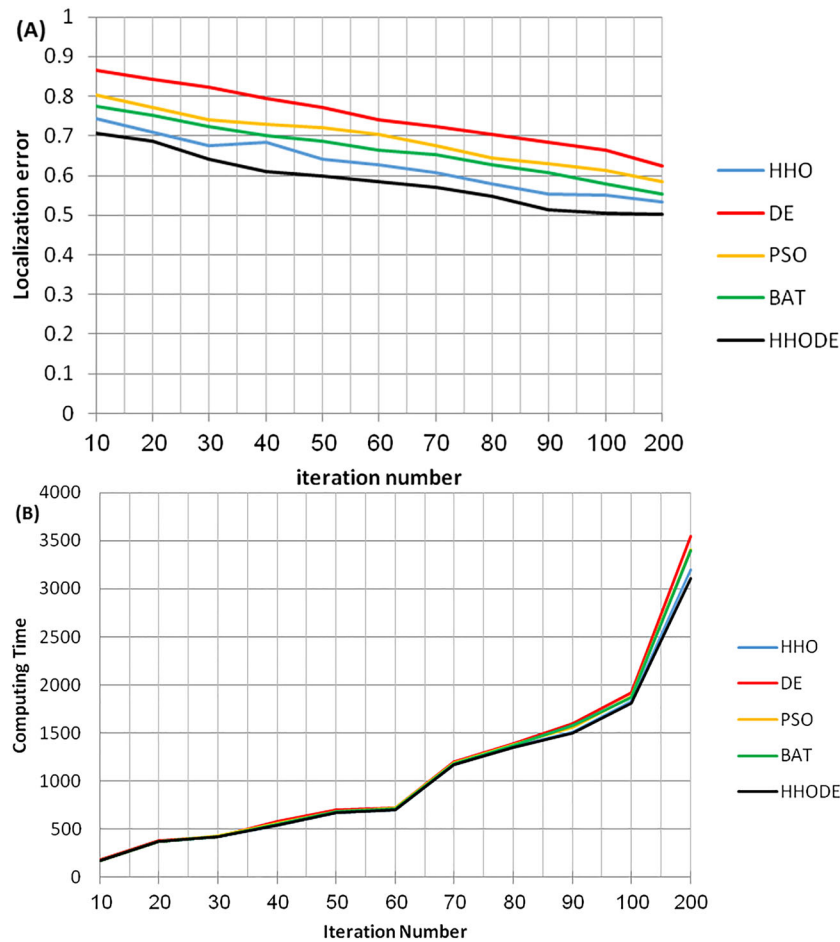 (A)
Localization error
1
0.9
0.8
0.7
0.6
0.5
0.4
0.3
0.2
0.1
0
10 20 30 40 50 60 70 80 90 100 200
iteration number
HHO
DE
PSO
BAT
HHODE
(B)
Computing Time
4000
3500
3000
2500
2000
1500
1000
500
0
10 20 30 40 50 60 70 80 90 100 200
Iteration Number
HHO
DE
PSO
BAT
HHODE